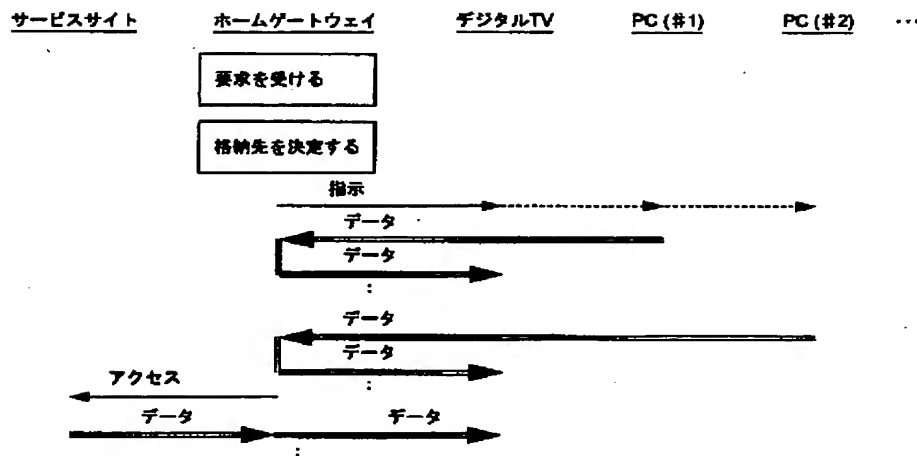 サービスサイト ホームゲートウェイ デジタルTV PC (#1) PC (#2) ...
要求を受ける
格納先を決定する
指示
データ
データ
:
データ
データ
:
アクセス
データ データ
: